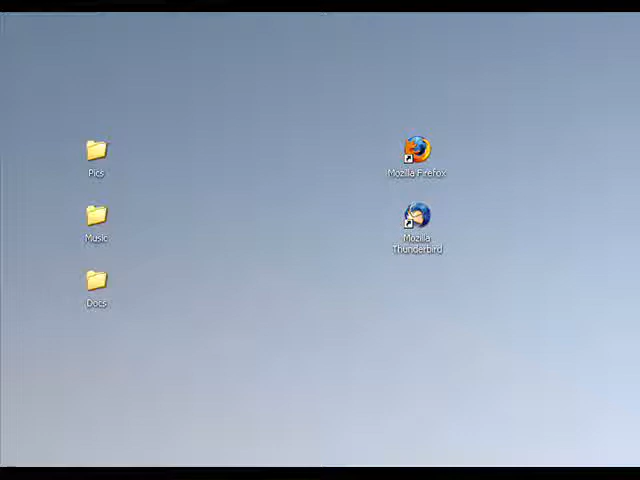 Pics
Mozilla Firefox
Music
Mozilla
Thunderbird
Docs